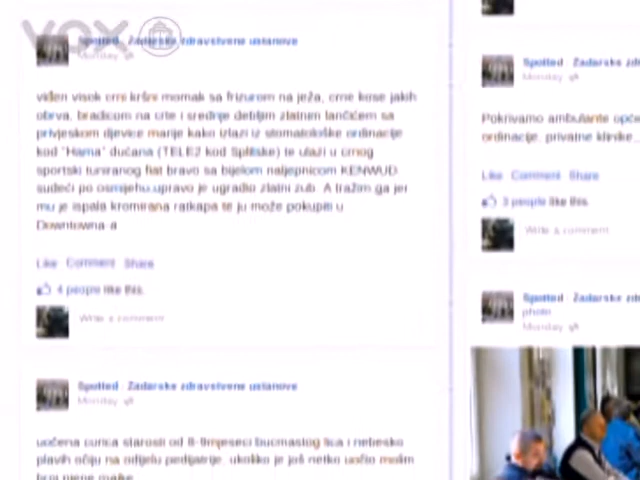 vox
Spotted Zadarske zdravstvene ustanove
Monday
viđen visok crni kršni momak sa frizurom na ježa, crne kose jakih
obrva, bradicom na crte i srednje debljim zlatnim lančićem sa
privjeskom djevice marije kako izlazi iz stomatološke ordinacije
kod "Hama" dućana (TELE2 kod Splitske) te ulazi u crnog
sportski tuniranog fiat bravo sa bijelom naljepnicom KENWUD.
sudeći po osmjehu,upravo je ugradio zlatni zub. A tražim ga jer
mu je ispala kromirana ratkapa te ju može pokupiti u
Downtowna-a
Like Comment Share
4 people like this.
Write a comment
Spotted Zadarske zdravstvene ustanove
Monday
uočena curica starosti od 8-9mjeseci bucmastog lica i nebesko
plavih očiju na odjelu pedijatrije. ukoliko je još netko uočio molim
broj njene majke
Spotted Zadarske
Monday
Pokrivamo ambulante
ordinacije, privatne klinike...
Like Comment Share
3 people like this.
Write a comment
Spotted Zadarske
photo
Monday